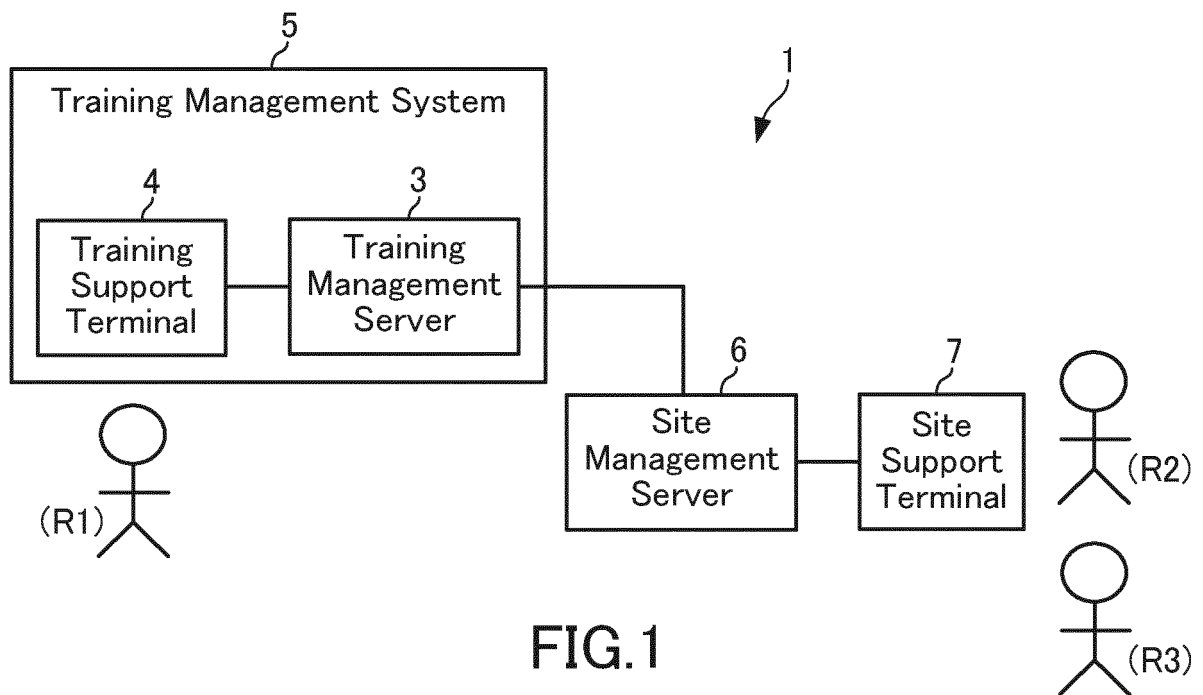 5
1
Training Management System
4
3
Training
Support
Terminal
Training
Management
Server
6
7
Site
Management
Server
Site
Support
Terminal
(R1)
(R2)
(R3)
FIG.1